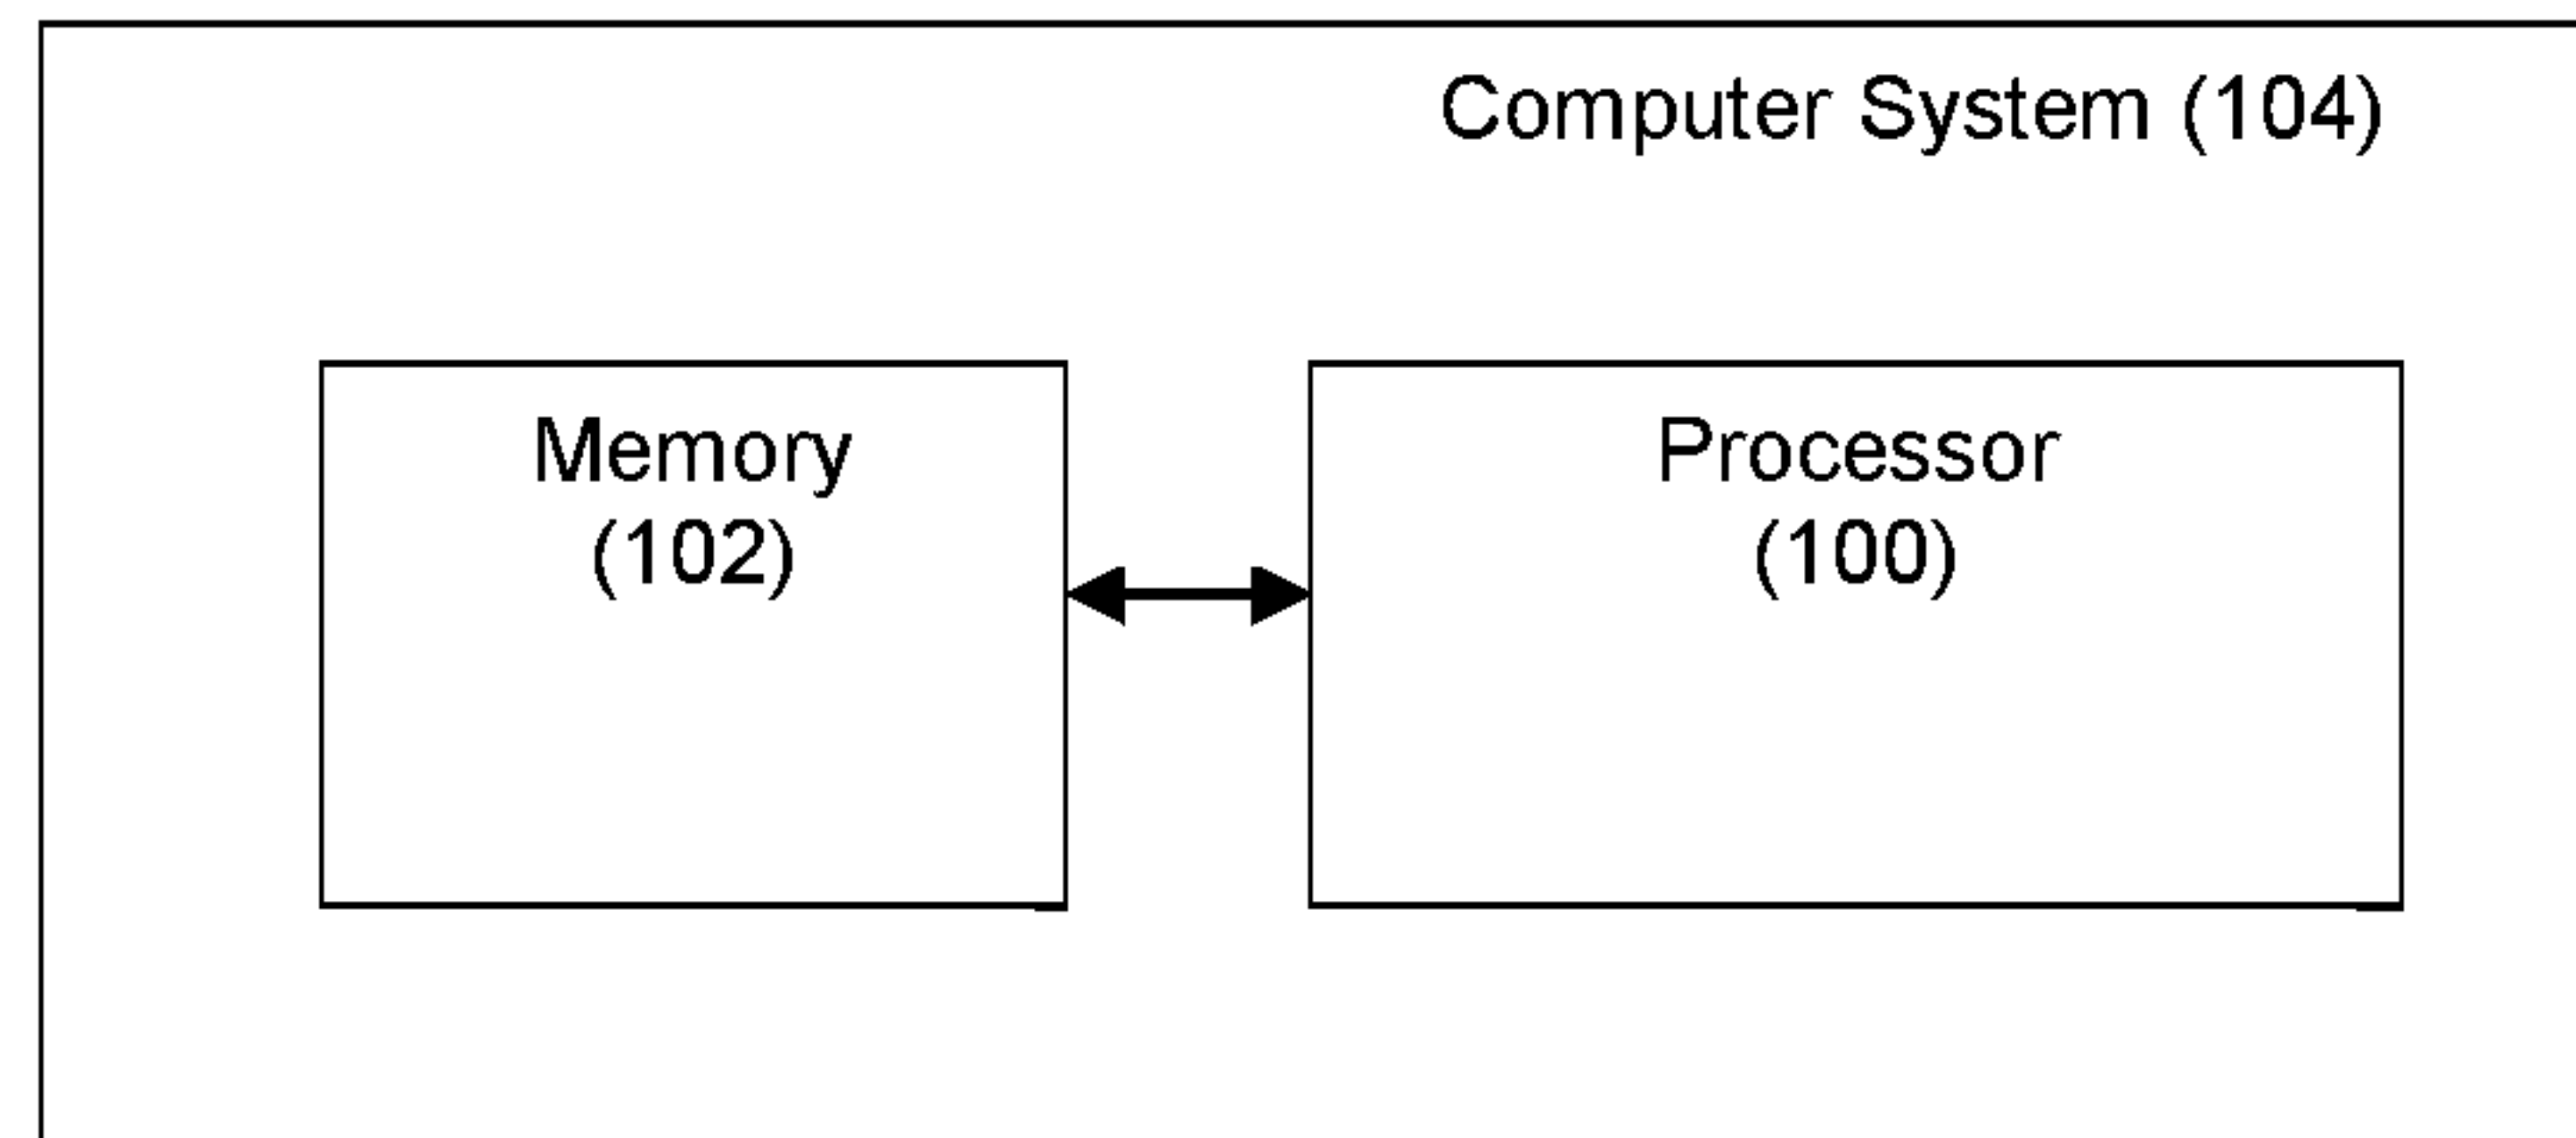 Computer System (104)
Memory
(102)
Processor
(100)